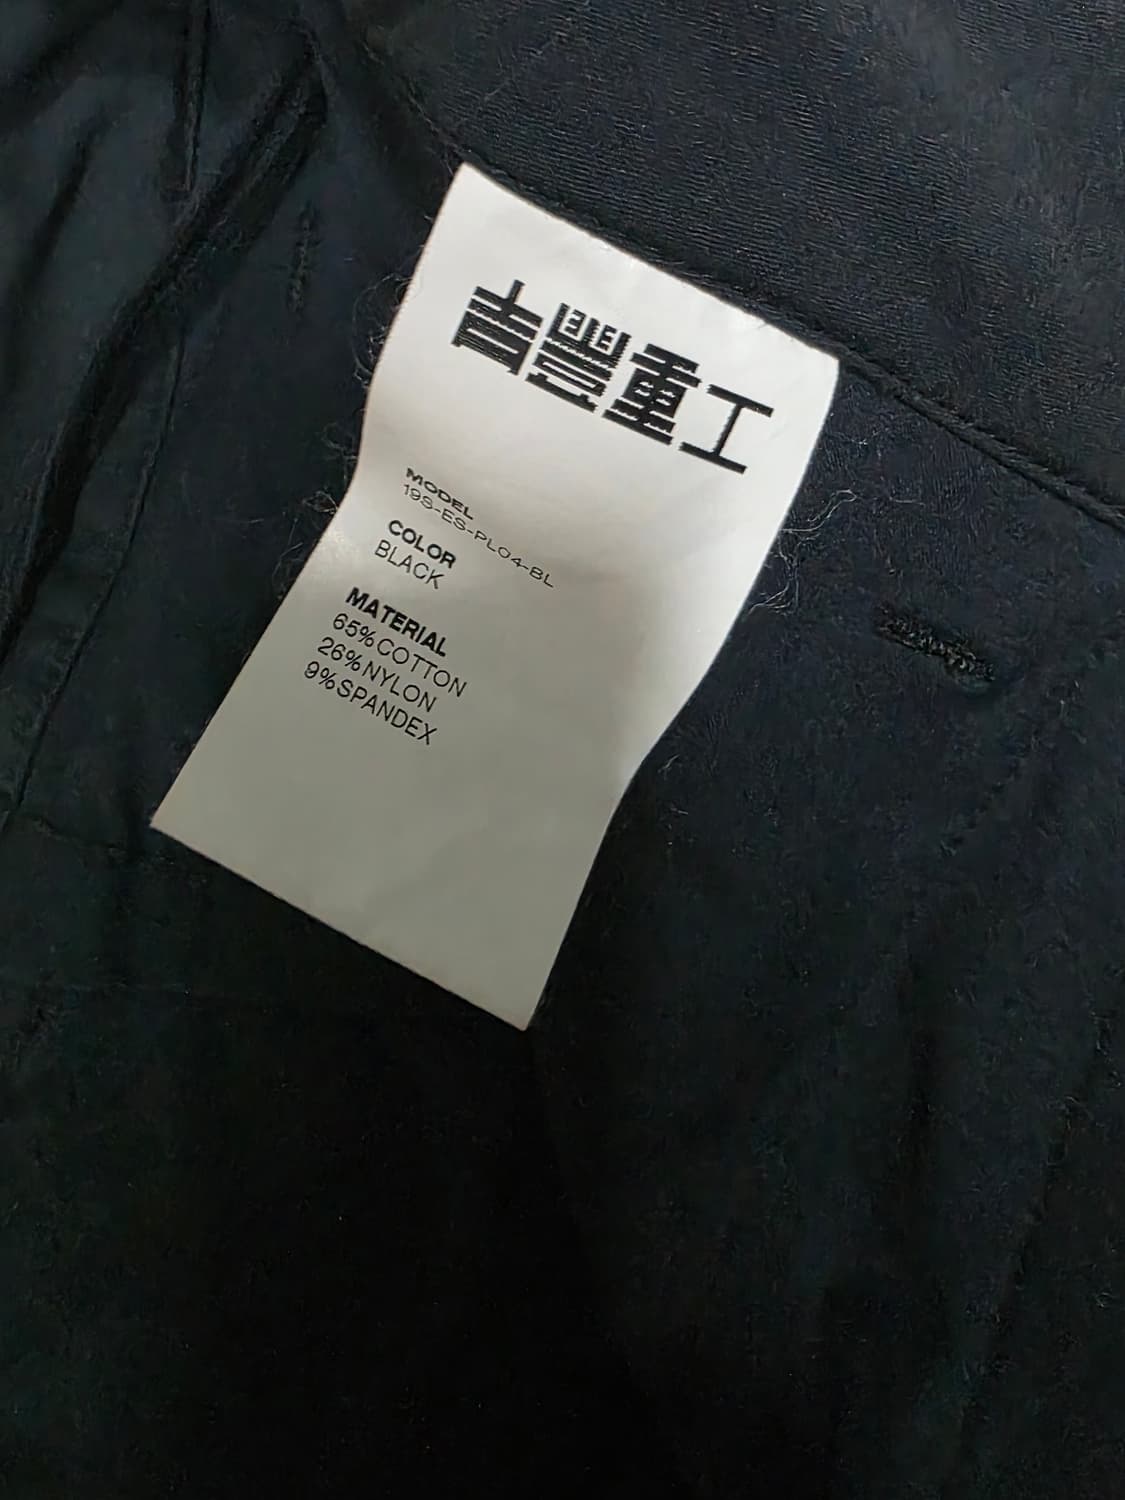 吉豐重工
MODEL
19S-ES-PL04-BL
COLOR
BLACK
MATERIAL
65%COTTON
26%NYLON
9%SPANDEX